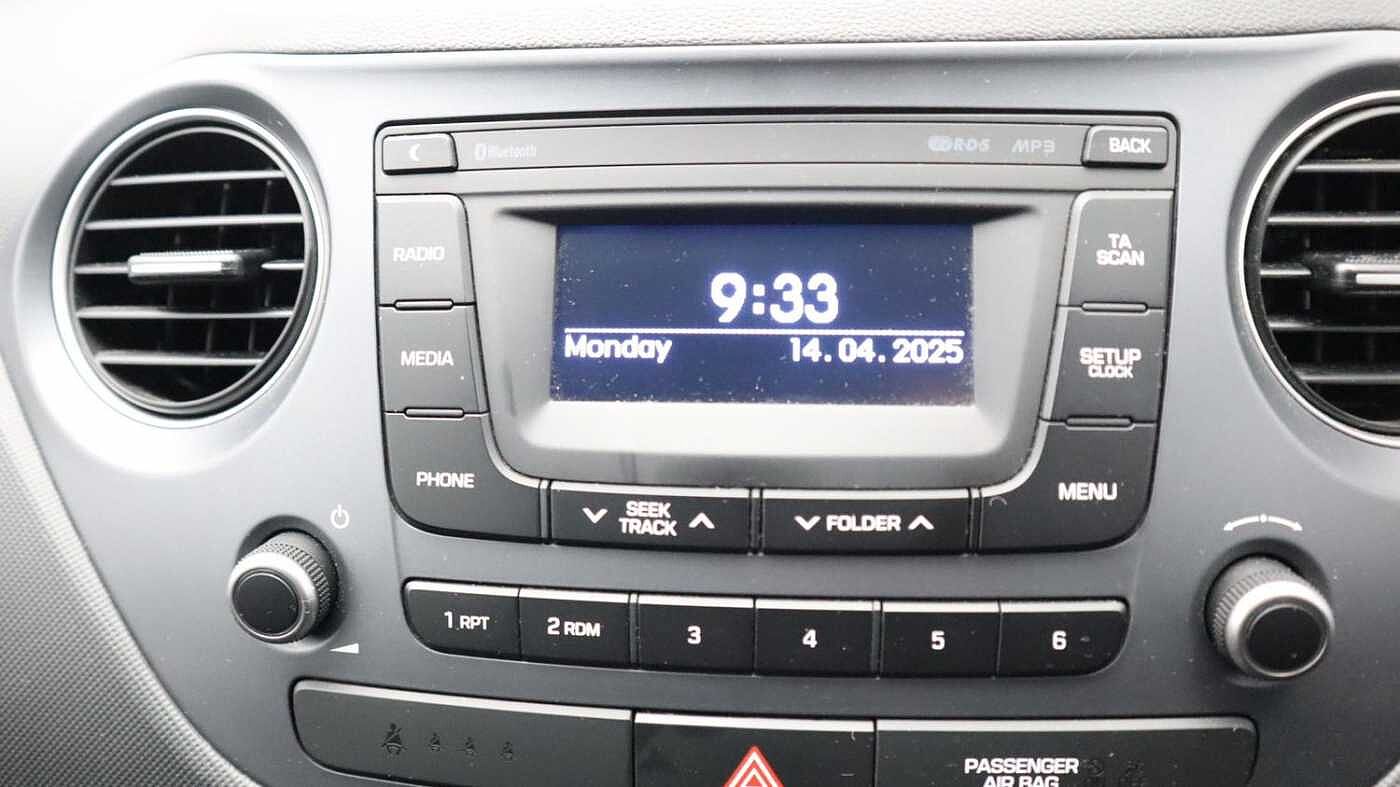 Bluetooth
RDS
MP3
BACK
RADIO
TA
SCAN
9:33
Monday
14.04.2025
MEDIA
SETUP
CLOCK
PHONE
SEEK
TRACK
FOLDER
MENU
1 RPT
2 RDM
3
4
5
6
PASSENGER
AIR BAG